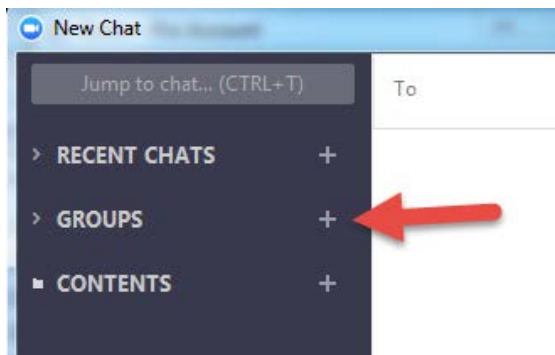 New Chat
Jump to chat... (CTRL+T)
To
RECENT CHATS +
GROUPS +
CONTENTS +